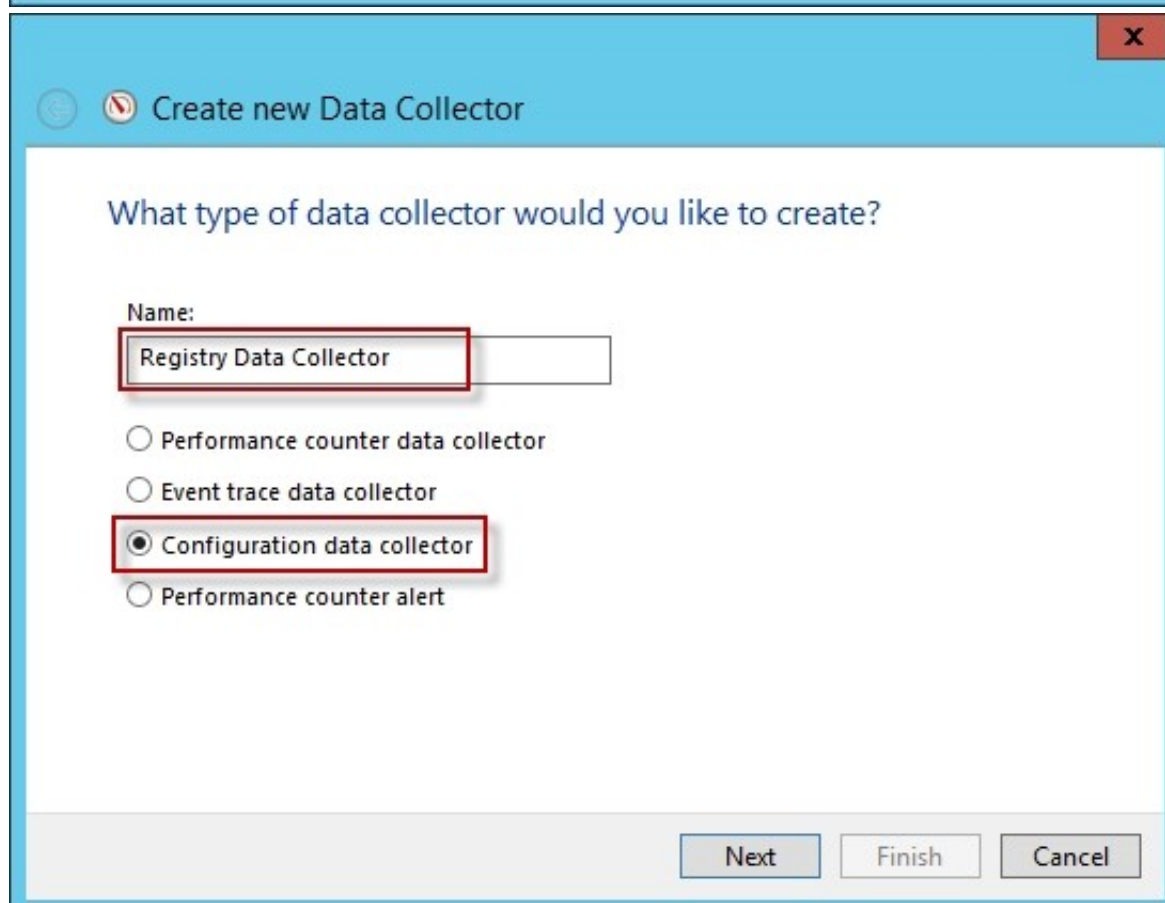 X
Create new Data Collector
What type of data collector would you like to create?
Name:
Registry Data Collector
Performance counter data collector
Event trace data collector
Configuration data collector
Performance counter alert
Next Finish Cancel